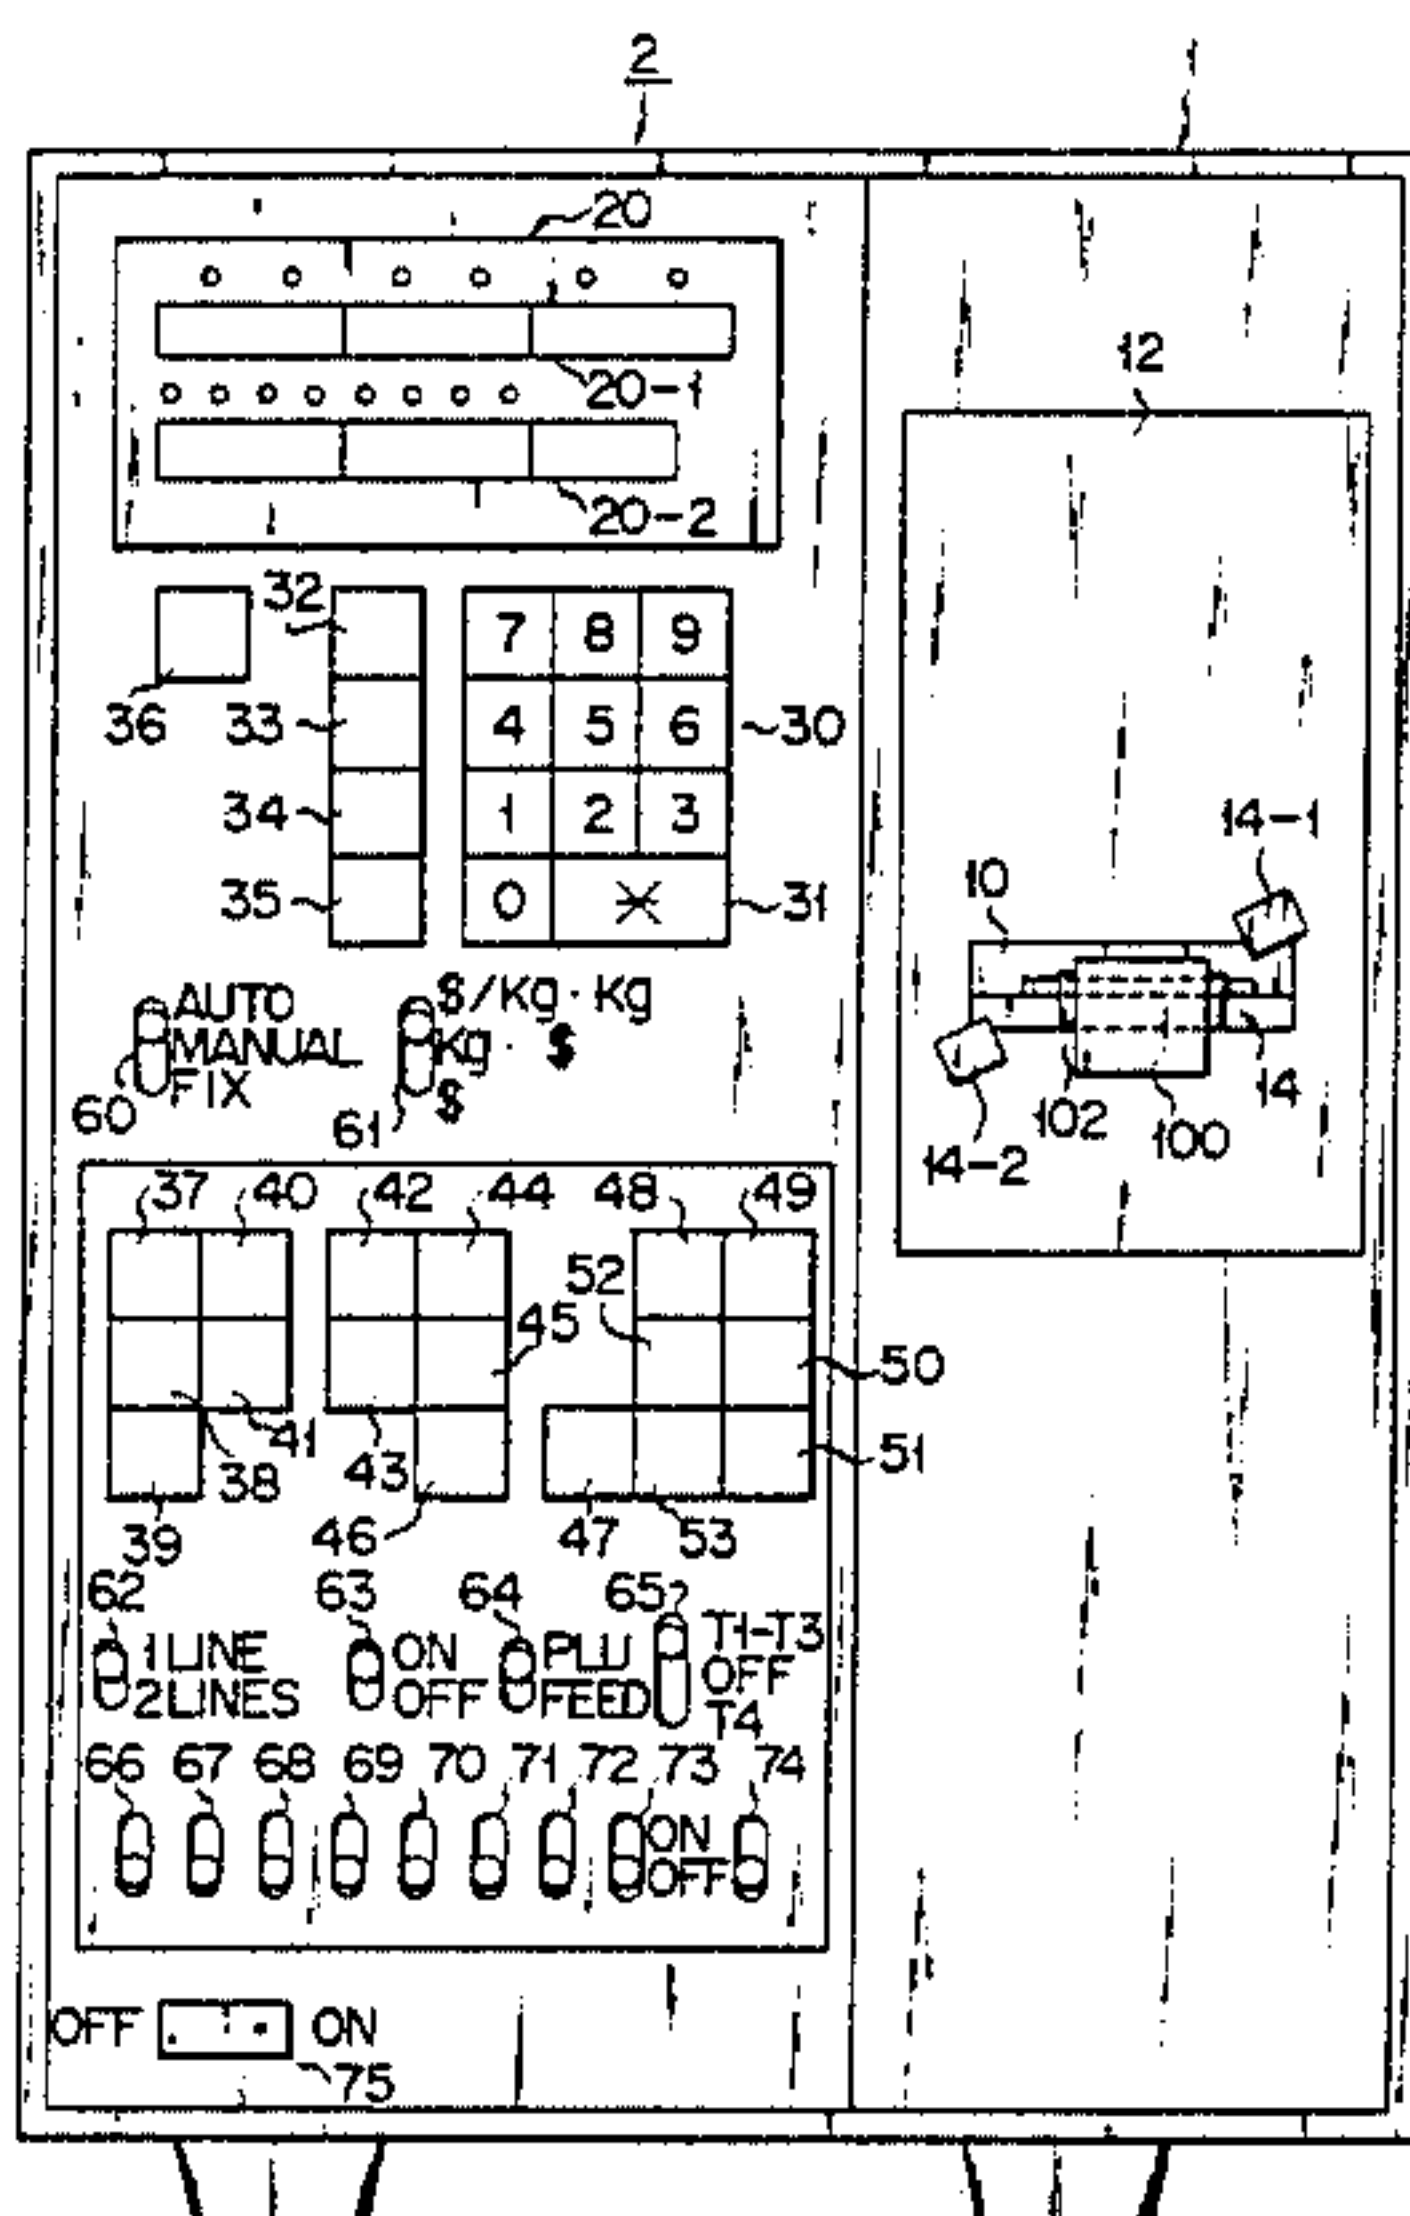 2
20
20-1
20-2
12
32
7 8 9
36 33 4 5 6 30
34 1 2 3
35 0 * 31
14-1
10
AUTO
MANUAL
FIX
60
$/Kg·Kg
Kg· $
$
61
102 100 14
14-2
37 40 42 44 48 49
52
45
50
41
38 43 51
39 46 47 53
62 63 64 65
1 LINE ON PLU T1-T3
2 LINES OFF FEED OFF
T4
66 67 68 69 70 71 72 73 74
ON
OFF
OFF ON
75